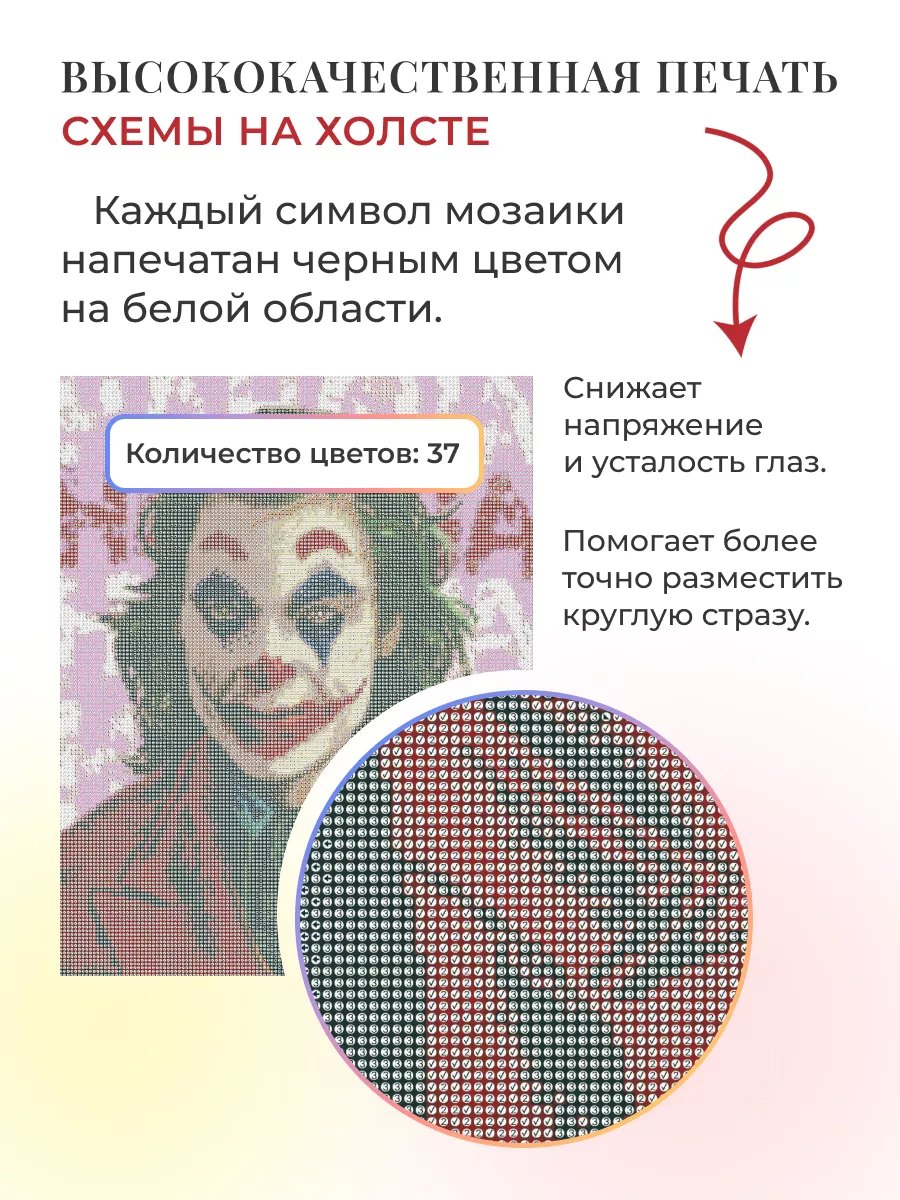 ВЫСОКОКАЧЕСТВЕННАЯ ПЕЧАТЬ
СХЕМЫ НА ХОЛСТЕ
Каждый символ мозаики
напечатан черным цветом
на белой области.
Количество цветов: 37
Снижает
напряжение
и усталость глаз.
Помогает более
точно разместить
круглую стразу.